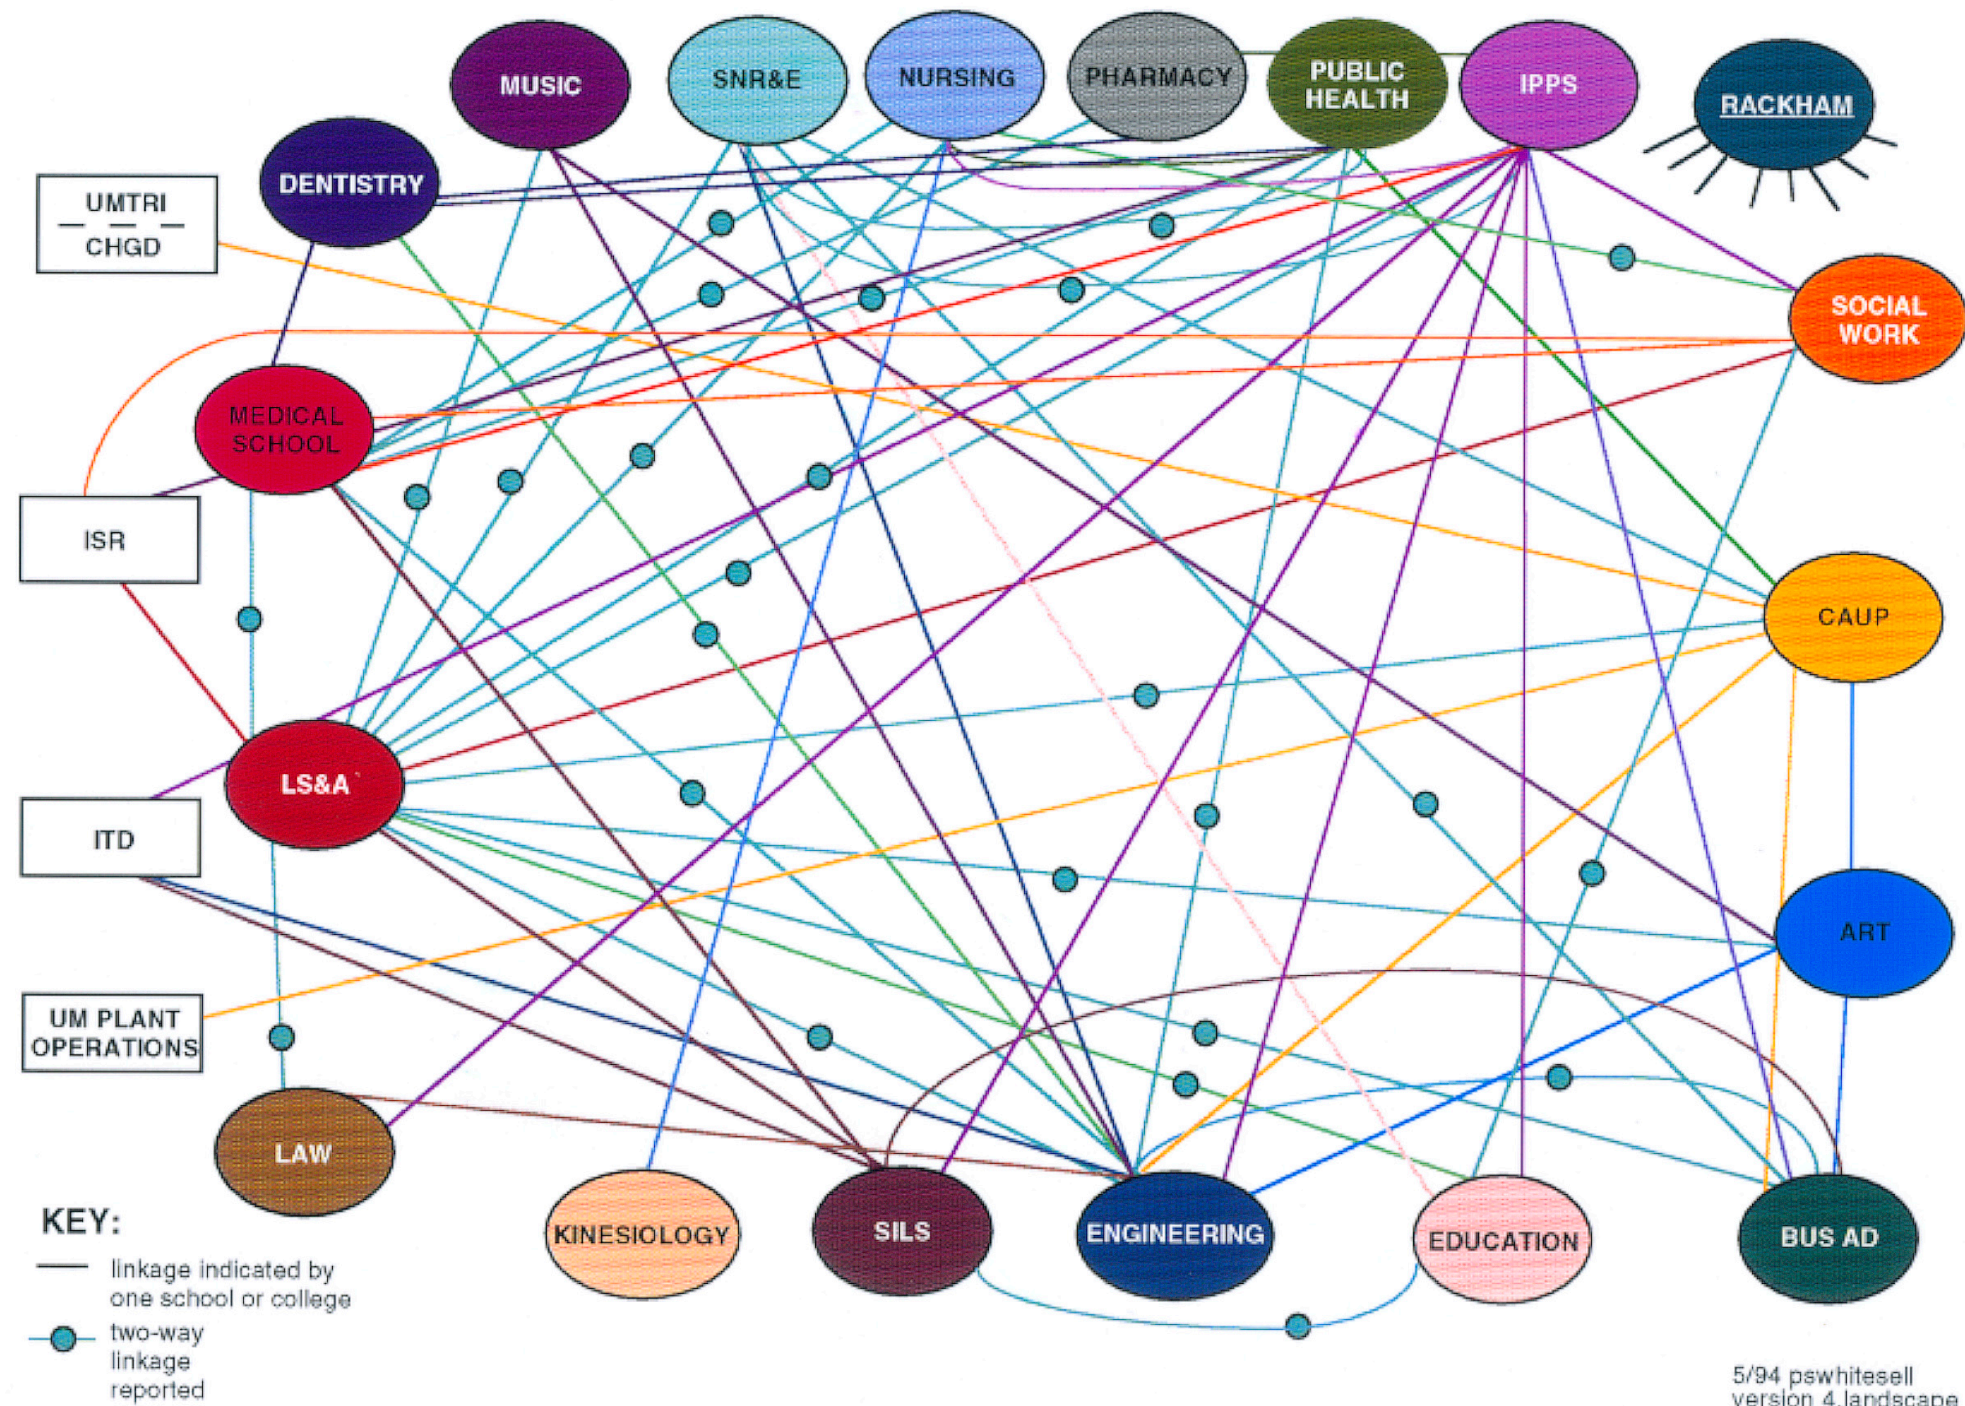 MUSIC
SNR&E
NURSING
PHARMACY
PUBLIC
HEALTH
IPPS
RACKHAM
DENTISTRY
UMTRI
CHGD
SOCIAL
WORK
MEDICAL
SCHOOL
ISR
CAUP
LS&A`
ITD
ART
UM PLANT
OPERATIONS
LAW
KINESIOLOGY
SILS
ENGINEERING
EDUCATION
BUS AD
KEY:
linkage indicated by
one school or college
two-way
linkage
reported
5/94 pswhitesell
version 4.landscape